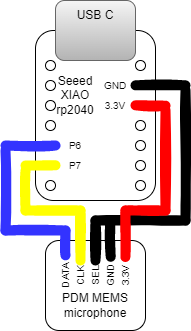 USB C
Seeed
XIAO
rp2040
GND
3.3V
P6
P7
DATA
CLK
SEL
GND
3.3V
PDM MEMS
microphone